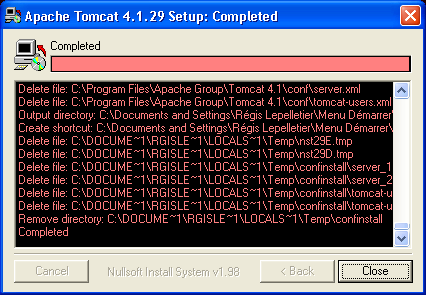 Apache Tomcat 4.1.29 Setup: Completed
Completed
Delete file: C:\Program Files\Apache Group\Tomcat 4.1\conf\server.xml
Delete file: C:\Program Files\Apache Group\Tomcat 4.1\conf\tomcat-users.xml
Output directory: C:\Documents and Settings\Régis Lepelletier\Menu Démarrer\
Create shortcut: C:\Documents and Settings\Régis Lepelletier\Menu Démarrer\
Delete file: C:\DOCUME~1\RGISLE~1\LOCALS~1\Temp\nst29E.tmp
Delete file: C:\DOCUME~1\RGISLE~1\LOCALS~1\Temp\nst29D.tmp
Delete file: C:\DOCUME~1\RGISLE~1\LOCALS~1\Temp\confinstall\server_1
Delete file: C:\DOCUME~1\RGISLE~1\LOCALS~1\Temp\confinstall\server_2
Delete file: C:\DOCUME~1\RGISLE~1\LOCALS~1\Temp\confinstall\tomcat-u
Delete file: C:\DOCUME~1\RGISLE~1\LOCALS~1\Temp\confinstall\tomcat-u
Remove directory: C:\DOCUME~1\RGISLE~1\LOCALS~1\Temp\confinstall
Completed
Cancel
Nullsoft Install System v1.98
< Back
Close